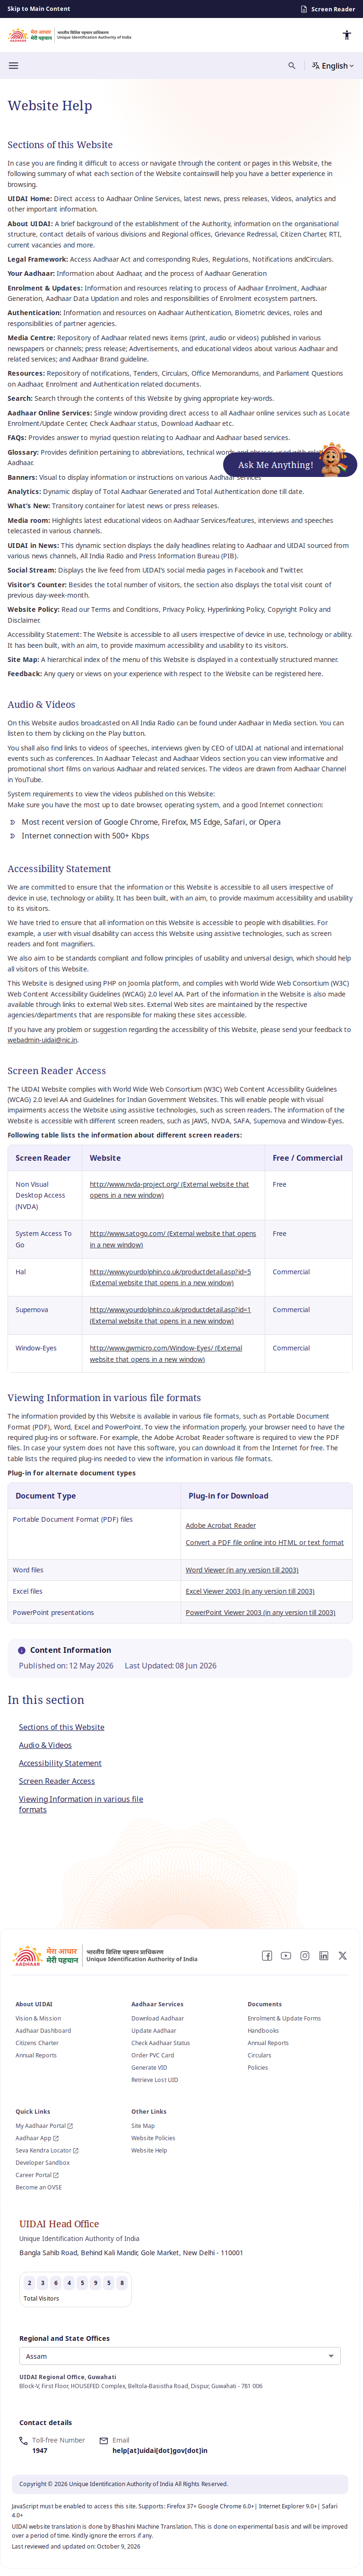 Skip to Main Content
Screen Reader
मेरा आधार
मेरी पहचान
भारतीय विशिष्ट पहचान प्राधिकरण
Unique Identification Authority of India
English
Website Help
Sections of this Website
In case you are finding it difficult to access or navigate through the content or pages in this Website, the
following summary of what each section of the Website containswill help you have a better experience in
browsing.
UIDAI Home: Direct access to Aadhaar Online Services, latest news, press releases, Videos, analytics and
other important information.
About UIDAI: A brief background of the establishment of the Authority, information on the organisational
structure, contact details of various divisions and Regional offices, Grievance Redressal, Citizen Charter, RTI,
current vacancies and more.
Legal Framework: Access Aadhaar Act and corresponding Rules, Regulations, Notifications andCirculars.
Your Aadhaar: Information about Aadhaar, and the process of Aadhaar Generation
Enrolment & Updates: Information and resources relating to process of Aadhaar Enrolment, Aadhaar
Generation, Aadhaar Data Updation and roles and responsibilities of Enrolment ecosystem partners.
Authentication: Information and resources on Aadhaar Authentication, Biometric devices, roles and
responsibilities of partner agencies.
Media Centre: Repository of Aadhaar related news items (print, audio or videos) published in various
newspapers or channels; press release; Advertisements, and educational videos about various Aadhaar and
related services; and Aadhaar Brand guideline.
Resources: Repository of notifications, Tenders, Circulars, Office Memorandums, and Parliament Questions
on Aadhaar, Enrolment and Authentication related documents.
Search: Search through the contents of this Website by giving appropriate key-words.
Aadhaar Online Services: Single window providing direct access to all Aadhaar online services such as Locate
Enrolment/Update Center, Check Aadhaar status, Download Aadhaar etc.
FAQs: Provides answer to myriad question relating to Aadhaar and Aadhaar based services.
Glossary: Provides definition pertaining to abbreviations, technical words and
Aadhaar.
Ask Me Anything!
Banners: Visual to display information or instructions on various Aadhaar services
Analytics: Dynamic display of Total Aadhaar Generated and Total Authentication done till date.
What's New: Transitory container for latest news or press releases.
Media room: Highlights latest educational videos on Aadhaar Services/Features, interviews and speeches
telecasted in various channels.
UIDAI in News: This dynamic section displays the daily headlines relating to Aadhaar and UIDAI sourced from
various news channels, All India Radio and Press Information Bureau (PIB).
Social Stream: Displays the live feed from UIDAI's social media pages in Facebook and Twitter.
Visitor's Counter: Besides the total number of visitors, the section also displays the total visit count of
previous day-week-month.
Website Policy: Read our Terms and Conditions, Privacy Policy, Hyperlinking Policy, Copyright Policy and
Disclaimer.
Accessibility Statement: The Website is accessible to all users irrespective of device in use, technology or ability.
It has been built, with an aim, to provide maximum accessibility and usability to its visitors.
Site Map: A hierarchical index of the menu of this Website is displayed in a contextually structured manner.
Feedback: Any query or views on your experience with respect to the Website can be registered here.
Audio & Videos
On this Website audios broadcasted on All India Radio can be found under Aadhaar in Media section. You can
listen to them by clicking on the Play button.
You shall also find links to videos of speeches, interviews given by CEO of UIDAI at national and international
events such as conferences. In Aadhaar Telecast and Aadhaar Videos section you can view informative and
promotional short films on various Aadhaar and related services. The videos are drawn from Aadhaar Channel
in YouTube.
System requirements to view the videos published on this Website:
Make sure you have the most up to date browser, operating system, and a good Internet connection:
Most recent version of Google Chrome, Firefox, MS Edge, Safari, or Opera
Internet connection with 500+ Kbps
Accessibility Statement
We are committed to ensure that the information or this Website is accessible to all users irrespective of
device in use, technology or ability. It has been built, with an aim, to provide maximum accessibility and usability
to its visitors.
We have tried to ensure that all information on this Website is accessible to people with disabilities. For
example, a user with visual disability can access this Website using assistive technologies, such as screen
readers and font magnifiers.
We also aim to be standards compliant and follow principles of usability and universal design, which should help
all visitors of this Website.
This Website is designed using PHP on Joomla platform, and complies with World Wide Web Consortium (W3C)
Web Content Accessibility Guidelines (WCAG) 2.0 level AA. Part of the information in the Website is also made
available through links to external Web sites. External Web sites are maintained by the respective
agencies/departments that are responsible for making these sites accessible.
If you have any problem or suggestion regarding the accessibility of this Website, please send your feedback to
webadmin-uidai@nic.in.
Screen Reader Access
The UIDAI Website complies with World Wide Web Consortium (W3C) Web Content Accessibility Guidelines
(WCAG) 2.0 level AA and Guidelines for Indian Government Websites. This will enable people with visual
impairments access the Website using assistive technologies, such as screen readers. The information of the
Website is accessible with different screen readers, such as JAWS, NVDA, SAFA, Supernova and Window-Eyes.
Following table lists the information about different screen readers:
Screen Reader
Website
Free / Commercial
Non Visual
Desktop Access
(NVDA)
http://www.nvda-project.org/ (External website that
opens in a new window)
Free
System Access To
Go
http://www.satogo.com/ (External website that opens
in a new window)
Free
Hal
http://www.yourdolphin.co.uk/productdetail.asp?id=5
(External website that opens in a new window)
Commercial
Supernova
http://www.yourdolphin.co.uk/productdetail.asp?id=1
(External website that opens in a new window)
Commercial
Window-Eyes
http://www.gwmicro.com/Window-Eyes/ (External
website that opens in a new window)
Commercial
Viewing Information in various file formats
The information provided by this Website is available in various file formats, such as Portable Document
Format (PDF), Word, Excel and PowerPoint. To view the information properly, your browser need to have the
required plug-ins or software. For example, the Adobe Acrobat Reader software is required to view the PDF
files. In case your system does not have this software, you can download it from the Internet for free. The
table lists the required plug-ins needed to view the information in various file formats.
Plug-in for alternate document types
Document Type
Plug-in for Download
Portable Document Format (PDF) files
Adobe Acrobat Reader
Convert a PDF file online into HTML or text format
Word files
Word Viewer (in any version till 2003)
Excel files
Excel Viewer 2003 (in any version till 2003)
PowerPoint presentations
PowerPoint Viewer 2003 (in any version till 2003)
Content Information
Published on: 12 May 2026 Last Updated: 08 Jun 2026
In this section
Sections of this Website
Audio & Videos
Accessibility Statement
Screen Reader Access
Viewing Information in various file
formats
AADHAAR
मेरा आधार
मेरी पहचान
भारतीय विशिष्ट पहचान प्राधिकरण
Unique Identification Authority of India
About UIDAI
Vision & Mission
Aadhaar Dashboard
Citizens Charter
Annual Reports
Aadhaar Services
Download Aadhaar
Update Aadhaar
Check Aadhaar Status
Order PVC Card
Generate VID
Retrieve Lost UID
Documents
Enrolment & Update Forms
Handbooks
Annual Reports
Circulars
Policies
Quick Links
My Aadhaar Portal
Aadhaar App
Seva Kendra Locator
Developer Sandbox
Career Portal
Become an OVSE
Other Links
Site Map
Website Policies
Website Help
UIDAI Head Office
Unique Identification Authority of India
Bangla Sahib Road, Behind Kali Mandir, Gole Market, New Delhi - 110001
2 3 6 4 5 9 5 8
Total Visitors
Regional and State Offices
Assam
UIDAI Regional Office, Guwahati
Block-V, First Floor, HOUSEFED Complex, Beltola-Basistha Road, Dispur, Guwahati - 781 006
Contact details
Toll-free Number
1947
Email
help[at]uidai[dot]gov[dot]in
Copyright © 2026 Unique Identification Authority of India All Rights Reserved.
JavaScript must be enabled to access this site. Supports: Firefox 37+ Google Chrome 6.0+| Internet Explorer 9.0+| Safari
4.0+
UIDAI website translation is done by Bhashini Machine Translation. This is done on experimental basis and will be improved
over a period of time. Kindly ignore the errors if any.
Last reviewed and updated on: October 9, 2026